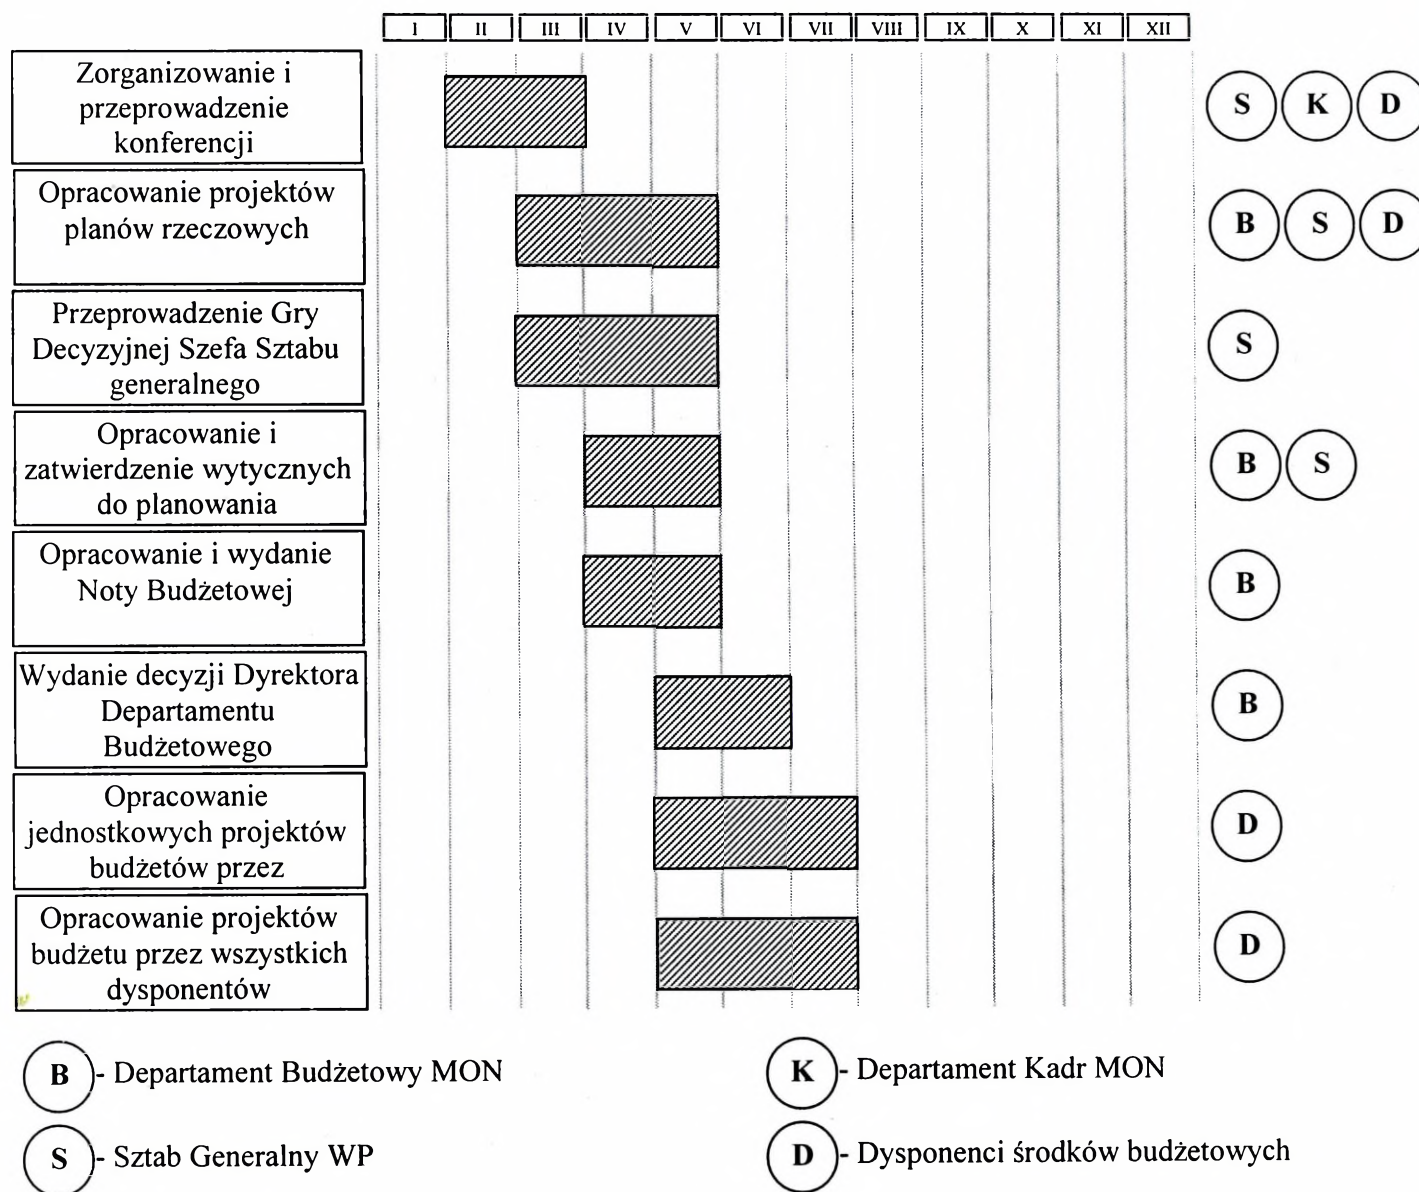 I II III IV V VI VII VIII IX X XI XII
Zorganizowanie i
przeprowadzenie
konferencji
S K D
Opracowanie projektów
planów rzeczowych
B S D
Przeprowadzenie Gry
Decyzyjnej Szefa Sztabu
generalnego
S
Opracowanie i
zatwierdzenie wytycznych
do planowania
B S
Opracowanie i wydanie
Noty Budżetowej
B
Wydanie decyzji Dyrektora
Departamentu
Budżetowego
B
Opracowanie
jednostkowych projektów
budżetów przez
D
Opracowanie projektów
budżetu przez wszystkich
dysponentów
D
B - Departament Budżetowy MON
K - Departament Kadr MON
S - Sztab Generalny WP
D - Dysponenci środków budżetowych